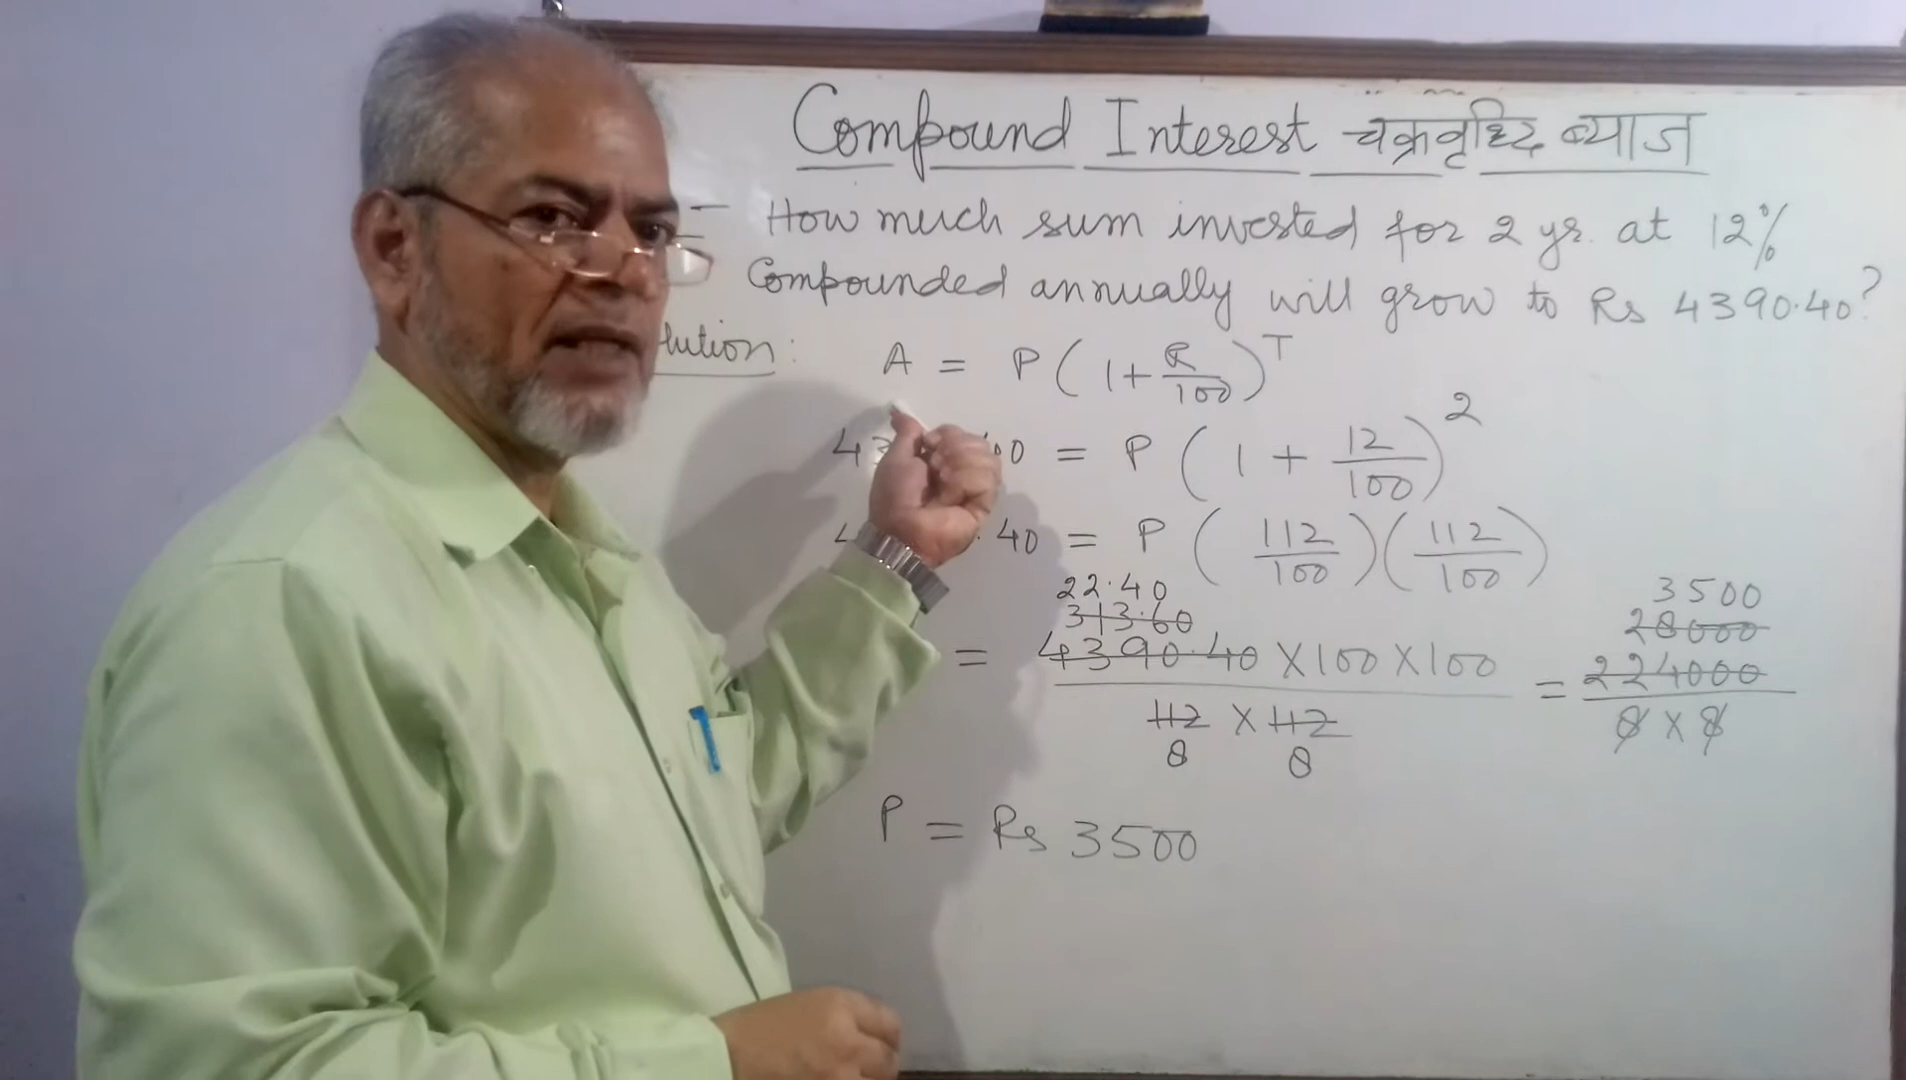 Compound Interest चक्रवृध्दि ब्याज
How much sum invested for 2 yr. at 12%
Compounded annually will grow to Rs 4390.40?
lution: A = P(1+R/100)^T
= P(1 + 12/100)^2
.40 = P(112/100)(112/100)
22.40
313.60
= 4390.40 X 100 X 100 / 112 X 112
8 8
3500
28000
= 224000 / 8 X 8
P = Rs 3500